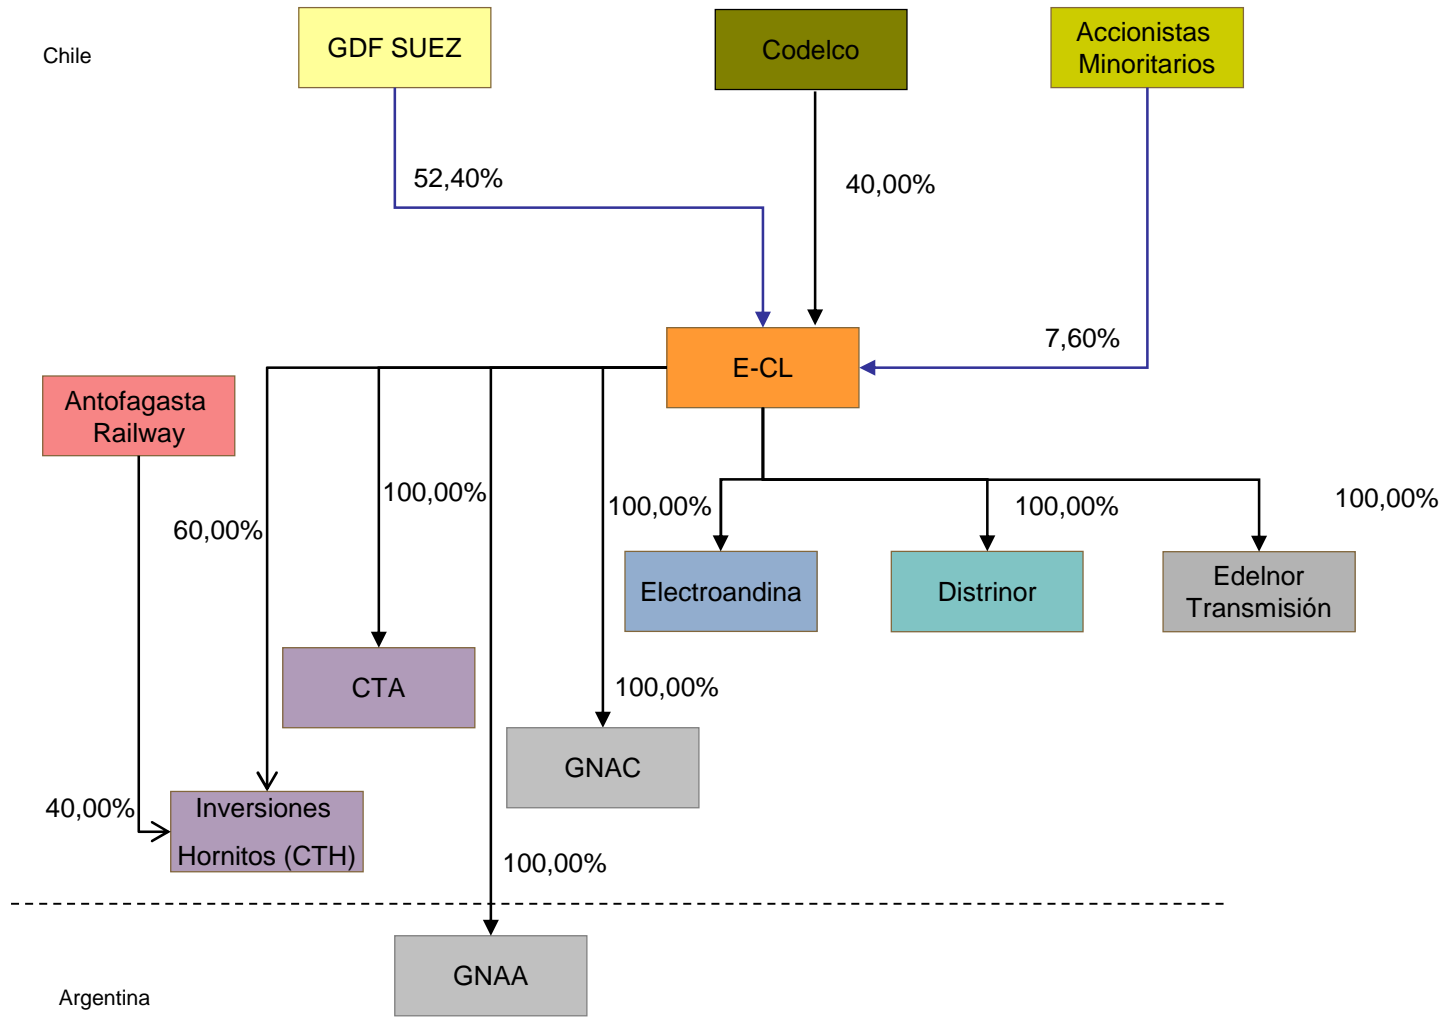 Chile
GDF SUEZ
Codelco
Accionistas
Minoritarios
52,40%
40,00%
7,60%
E-CL
Antofagasta
Railway
60,00%
100,00%
100,00%
100,00%
100,00%
Electroandina
Distrinor
Edelnor
Transmisión
CTA
100,00%
GNAC
40,00%
Inversiones
Hornitos (CTH)
100,00%
GNAA
Argentina